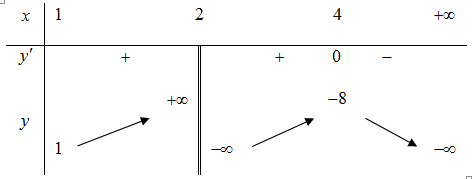 x 1 2 4 +∞
y′ + + 0 −
+∞ −8
y
1 −∞ −∞